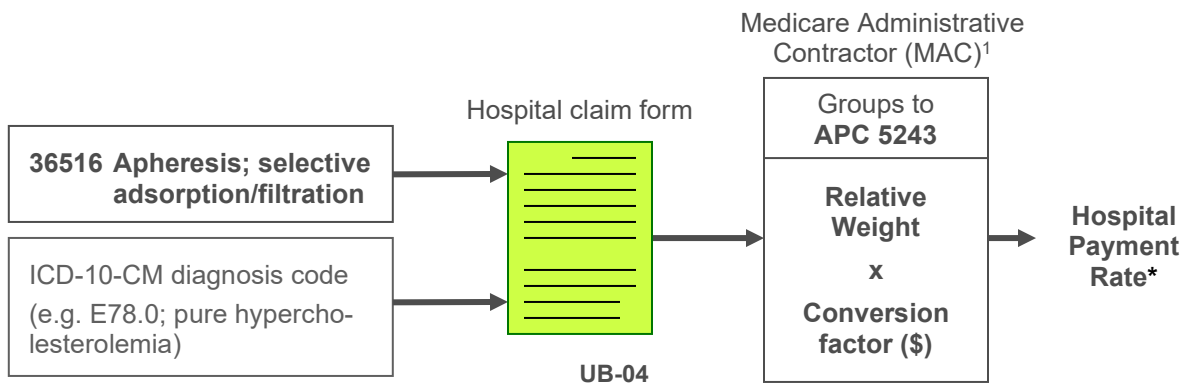 Medicare Administrative
Contractor (MAC)1
Hospital claim form
Groups to
APC 5243
36516 Apheresis; selective
adsorption/filtration
Relative
Weight
x
Conversion
factor ($)
Hospital
Payment
Rate*
ICD-10-CM diagnosis code
(e.g. E78.0; pure hypercho-
lesterolemia)
UB-04